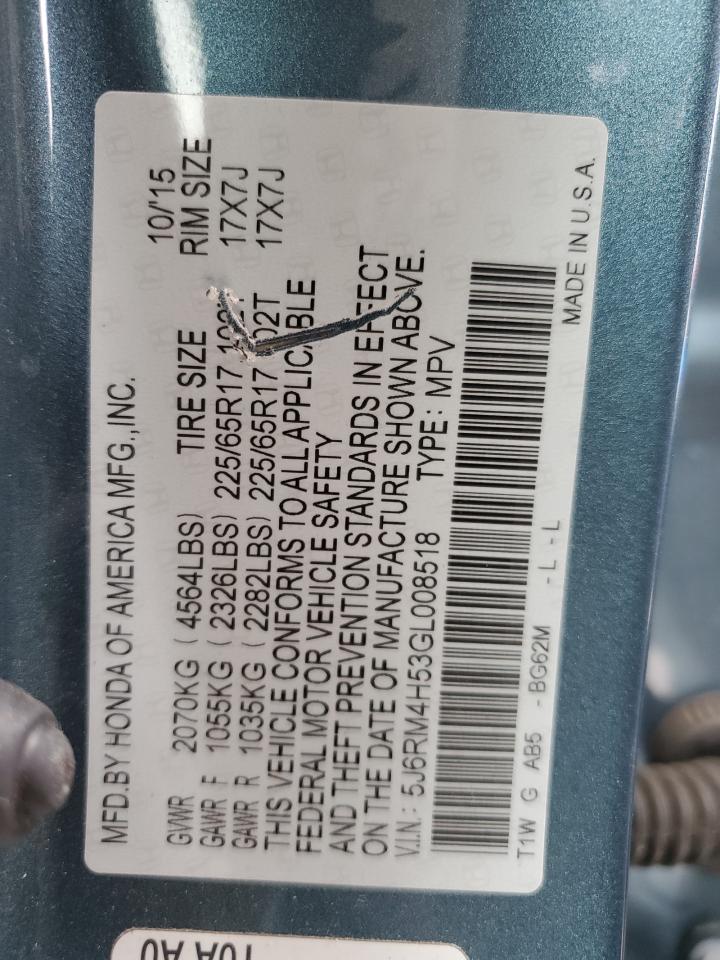 MFD.BY HONDA OF AMERICA MFG.,INC. 10/'15
TIRE SIZE RIM SIZE
GVWR 2070KG ( 4564LBS)
GAWR F 1055KG ( 2326LBS) 225/65R17 17X7J
GAWR R 1035KG ( 2282LBS) 225/65R17 17X7J
THIS VEHICLE CONFORMS TO ALL APPLICABLE
FEDERAL MOTOR VEHICLE SAFETY
AND THEFT PREVENTION STANDARDS IN EFFECT
ON THE DATE OF MANUFACTURE SHOWN ABOVE.
V.I.N.: 5J6RM4H53GL008518 TYPE: MPV
T1W G AB5 -BG62M -L-L MADE IN U.S.A.